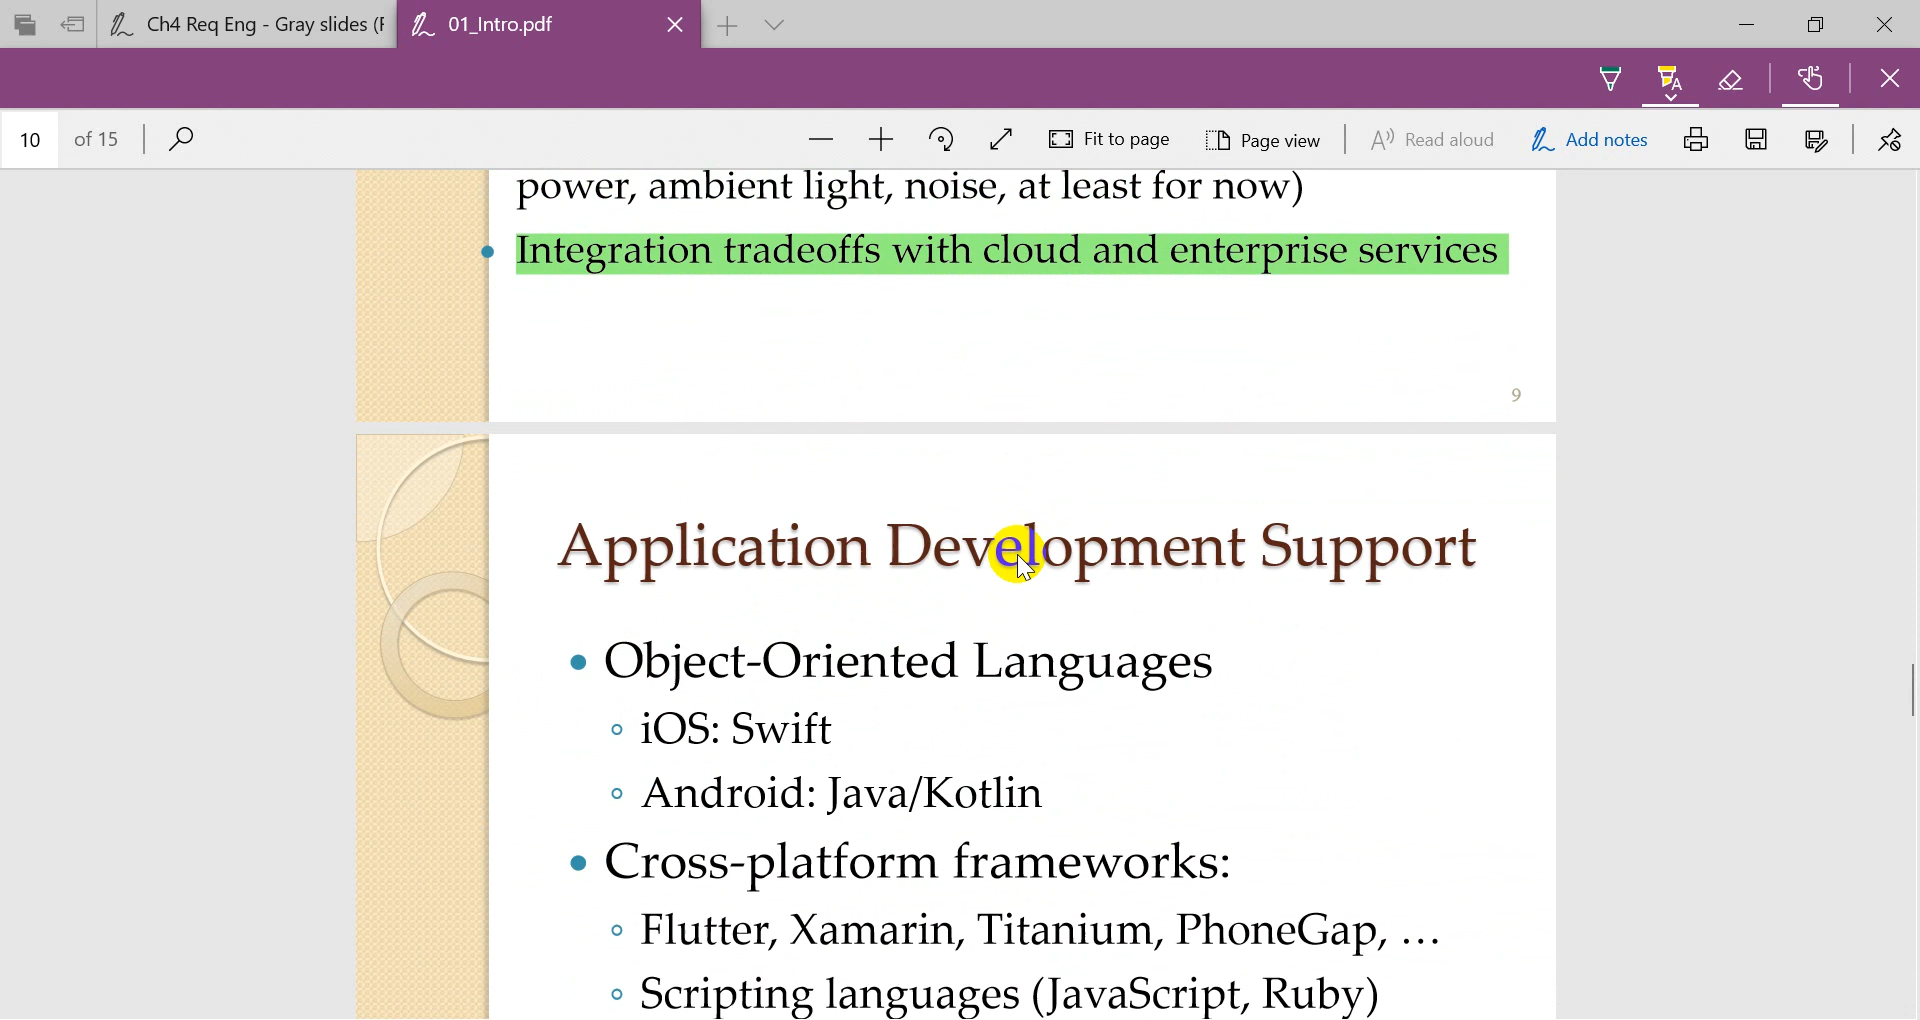 Ch4 Req Eng - Gray slides (F
01_Intro.pdf
10 of 15
Fit to page
Page view
Read aloud
Add notes
power, ambient light, noise, at least for now)
• Integration tradeoffs with cloud and enterprise services
9
Application Development Support
• Object-Oriented Languages
◦ iOS: Swift
◦ Android: Java/Kotlin
• Cross-platform frameworks:
◦ Flutter, Xamarin, Titanium, PhoneGap, …
◦ Scripting languages (JavaScript, Ruby)